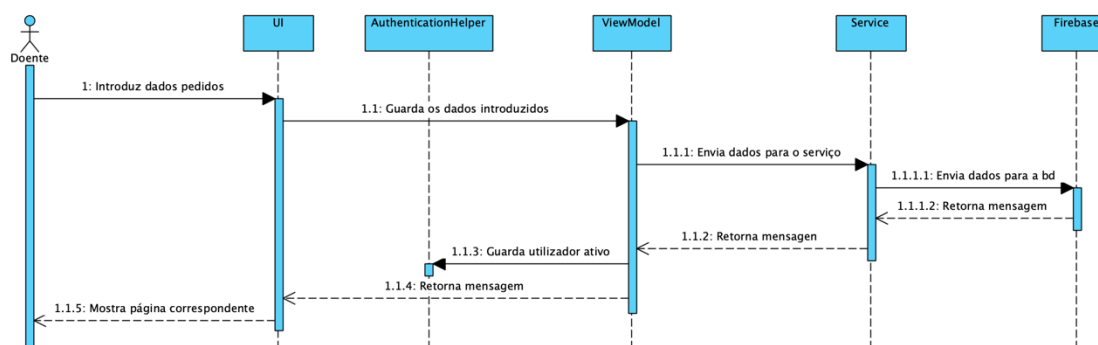 UI
AuthenticationHelper
ViewModel
Service
Firebase
Doente
1: Introduz dados pedidos
1.1: Guarda os dados introduzidos
1.1.1: Envia dados para o serviço
1.1.1.1: Envia dados para a bd
1.1.1.2: Retorna mensagem
1.1.2: Retorna mensagen
1.1.3: Guarda utilizador ativo
1.1.4: Retorna mensagem
1.1.5: Mostra página correspondente